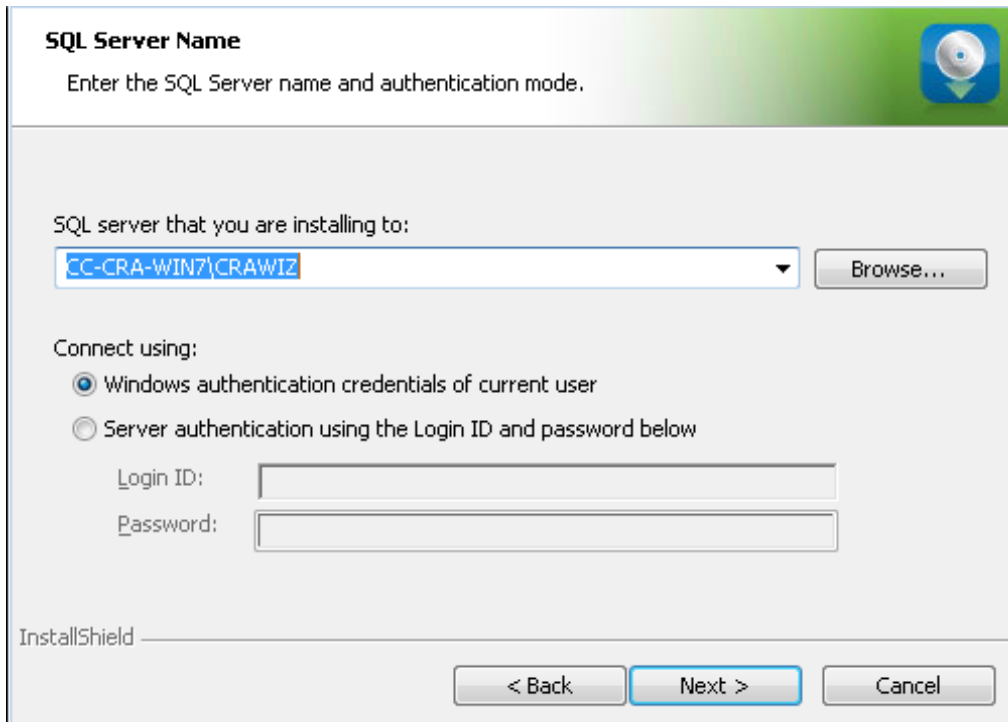 SQL Server Name
Enter the SQL Server name and authentication mode.
SQL server that you are installing to:
CC-CRA-WIN7\CRAWIZ
Browse...
Connect using:
Windows authentication credentials of current user
Server authentication using the Login ID and password below
Login ID:
Password:
InstallShield
< Back
Next >
Cancel